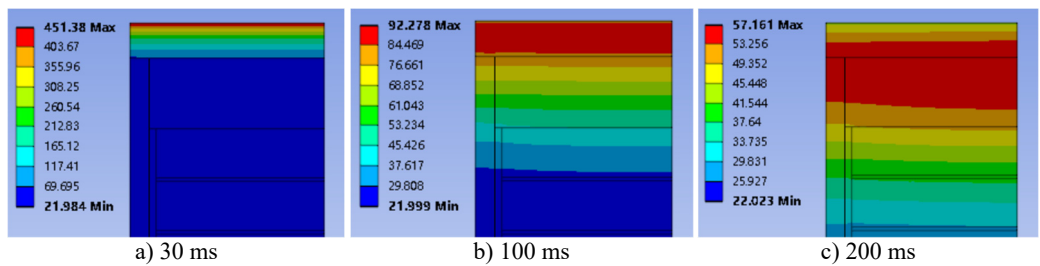 451.38 Max
403.67
355.96
308.25
260.54
212.83
165.12
117.41
69.695
21.984 Min
a) 30 ms
92.278 Max
84.469
76.661
68.852
61.043
53.234
45.426
37.617
29.808
21.999 Min
b) 100 ms
57.161 Max
53.256
49.352
45.448
41.544
37.64
33.735
29.831
25.927
22.023 Min
c) 200 ms